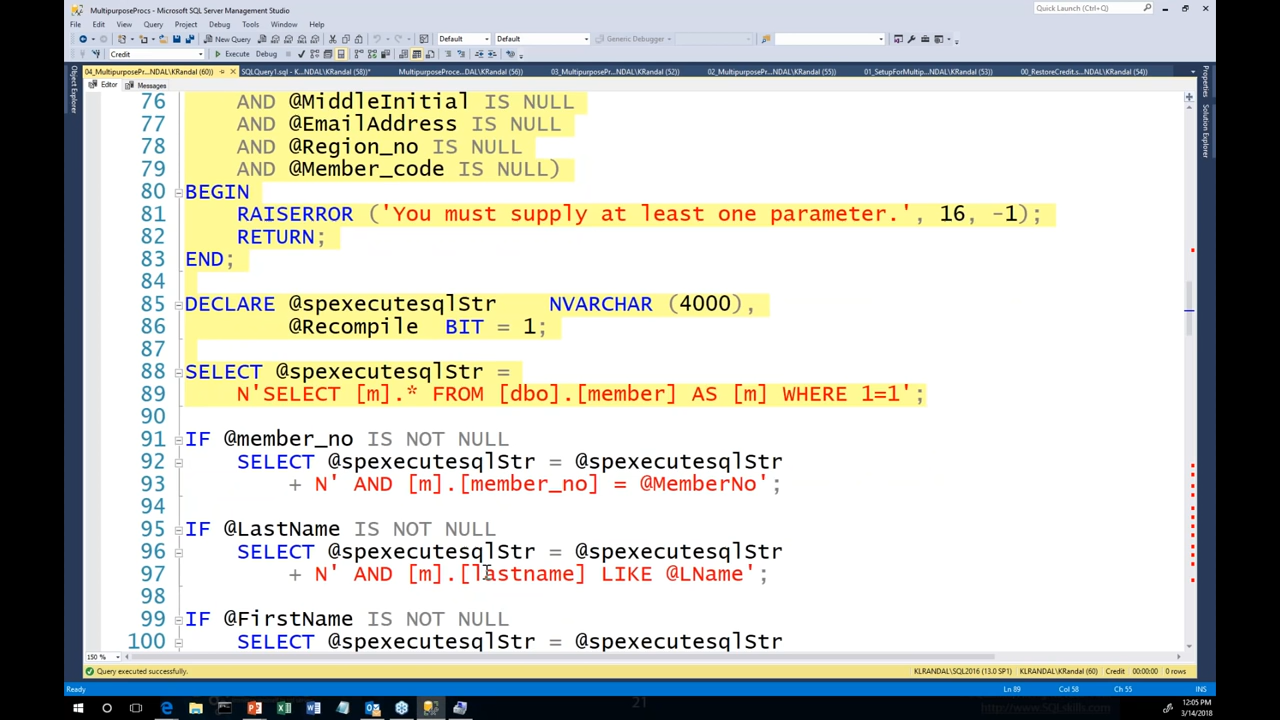 MultipurposeProcs - Microsoft SQL Server Management Studio
Quick Launch (Ctrl+Q)
File Edit View Query Project Debug Tools Window Help
New Query
Default
Default
Generic Debugger
Credit
Execute Debug
04_MultipurposePr...NDAL\KRandal (60))
SQLQuery1.sql - K...NDAL\KRandal (58))*
MultipurposeProce...DAL\KRandal (56))
03_MultipurposePr...NDAL\KRandal (52))
02_MultipurposePr...NDAL\KRandal (55))
01_SetupForMultip...NDAL\KRandal (53))
00_RestoreCredit.s...NDAL\KRandal (54))
Editor Messages
Object Explorer
Properties
Solution Explorer
76 AND @MiddleInitial IS NULL
77 AND @EmailAddress IS NULL
78 AND @Region_no IS NULL
79 AND @Member_code IS NULL)
80 BEGIN
81 RAISERROR ('You must supply at least one parameter.', 16, -1);
82 RETURN;
83 END;
84
85 DECLARE @spexecutesqlStr NVARCHAR (4000),
86 @Recompile BIT = 1;
87
88 SELECT @spexecutesqlStr =
89 N'SELECT [m].* FROM [dbo].[member] AS [m] WHERE 1=1';
90
91 IF @member_no IS NOT NULL
92 SELECT @spexecutesqlStr = @spexecutesqlStr
93 + N' AND [m].[member_no] = @MemberNo';
94
95 IF @LastName IS NOT NULL
96 SELECT @spexecutesqlStr = @spexecutesqlStr
97 + N' AND [m].[lastname] LIKE @LName';
98
99 IF @FirstName IS NOT NULL
100 SELECT @spexecutesqlStr = @spexecutesqlStr
150 %
Query executed successfully.
KLRANDAL\SQL2016 (13.0 SP1) KLRANDAL\KRandal (60) Credit 00:00:00 0 rows
Ready
Ln 89 Col 58 Ch 55 INS
21
http://www.SQLskills.com
12:05 PM
3/14/2018